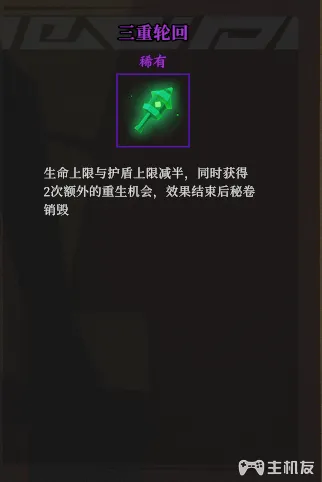 三重轮回
稀有
生命上限与护盾上限减半，同时获得
2次额外的重生机会，效果结束后秘卷
销毁
主机友